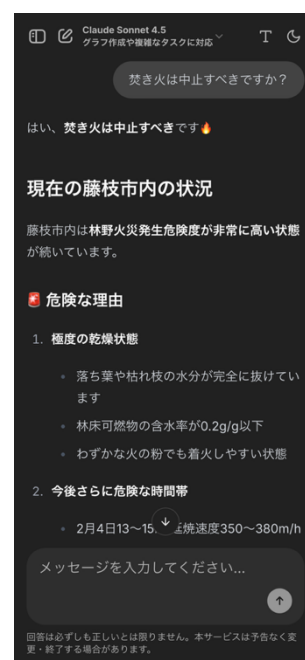 Claude Sonnet 4.5
グラフ作成や複雑なタスクに対応
T
焚き火は中止すべきですか？
はい、焚き火は中止すべきです🔥
現在の藤枝市内の状況
藤枝市内は林野火災発生危険度が非常に高い状態
が続いています。
🚨 危険な理由
1. 極度の乾燥状態
落ち葉や枯れ枝の水分が完全に抜けてい
ます
林床可燃物の含水率が0.2g/g以下
わずかな火の粉でも着火しやすい状態
2. 今後さらに危険な時間帯
2月4日13〜15 焼速度350〜380m/h
メッセージを入力してください...
回答は必ずしも正しいとは限りません。本サービスは予告なく変
更・終了する場合があります。